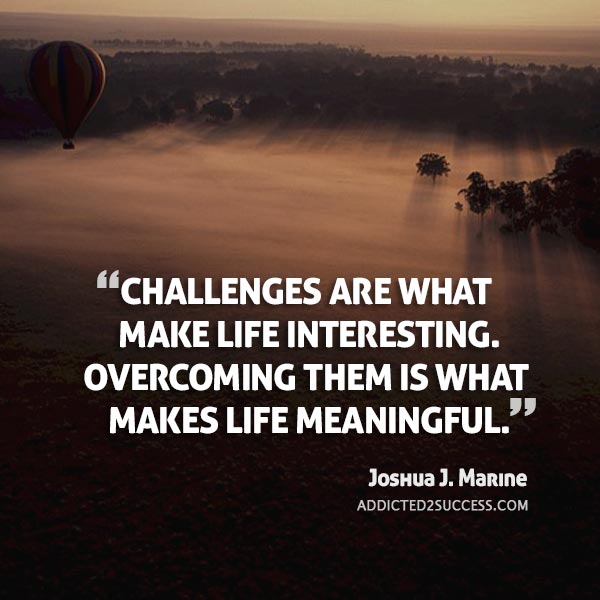 “CHALLENGES ARE WHAT
MAKE LIFE INTERESTING.
OVERCOMING THEM IS WHAT
MAKES LIFE MEANINGFUL.”
Joshua J. Marine
ADDICTED2SUCCESS.COM